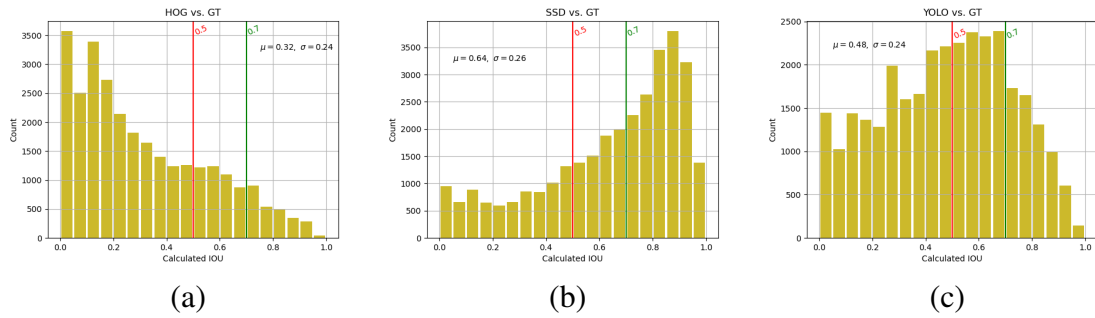 HOG vs. GT
0.5
0.7
μ = 0.32, σ = 0.24
3500
3000
2500
2000
1500
1000
500
0
Count
0.0 0.2 0.4 0.6 0.8 1.0
Calculated IOU
(a)
SSD vs. GT
0.5
0.7
μ = 0.64, σ = 0.26
3500
3000
2500
2000
1500
1000
500
0
Count
0.0 0.2 0.4 0.6 0.8 1.0
Calculated IOU
(b)
YOLO vs. GT
0.5
0.7
μ = 0.48, σ = 0.24
2500
2000
1500
1000
500
0
Count
0.0 0.2 0.4 0.6 0.8 1.0
Calculated IOU
(c)